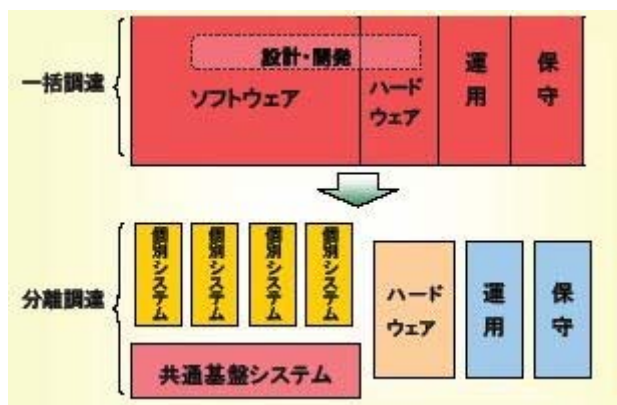 一括調達
設計・開発
ソフトウェア
ハード
ウェア
運用
保守
分離調達
個別システム
個別システム
個別システム
個別システム
共通基盤システム
ハード
ウェア
運用
保守